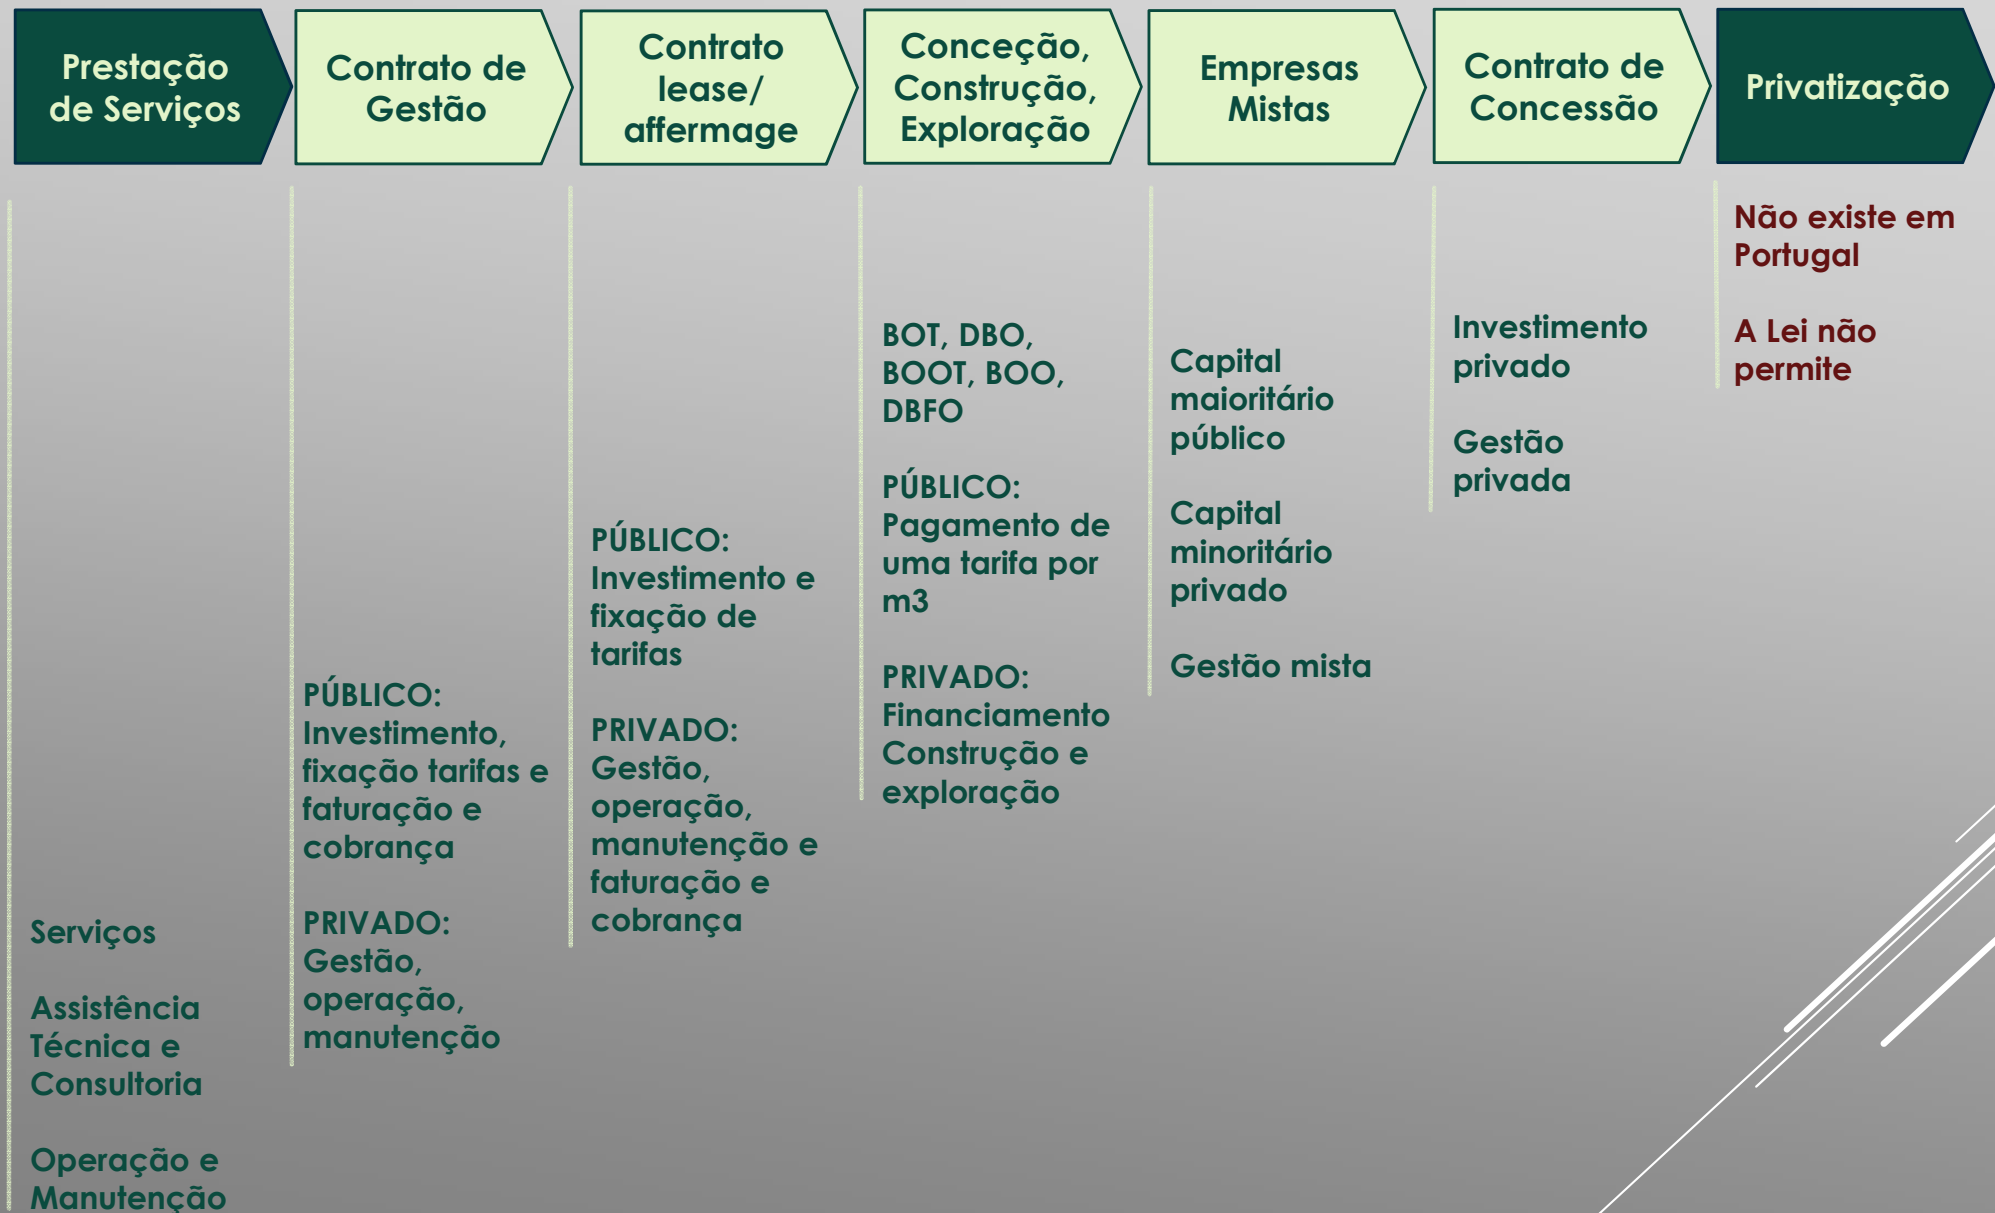 Prestação
de Serviços
Contrato de
Gestão
Contrato
lease/
affermage
Conceção,
Construção,
Exploração
Empresas
Mistas
Contrato de
Concessão
Privatização
Serviços
Assistência
Técnica e
Consultoria
Operação e
Manutenção
PÚBLICO:
Investimento,
fixação tarifas e
faturação e
cobrança
PRIVADO:
Gestão,
operação,
manutenção
PÚBLICO:
Investimento e
fixação de
tarifas
PRIVADO:
Gestão,
operação,
manutenção e
faturação e
cobrança
BOT, DBO,
BOOT, BOO,
DBFO
PÚBLICO:
Pagamento de
uma tarifa por
m3
PRIVADO:
Financiamento
Construção e
exploração
Capital
maioritário
público
Capital
minoritário
privado
Gestão mista
Investimento
privado
Gestão
privada
Não existe em
Portugal
A Lei não
permite